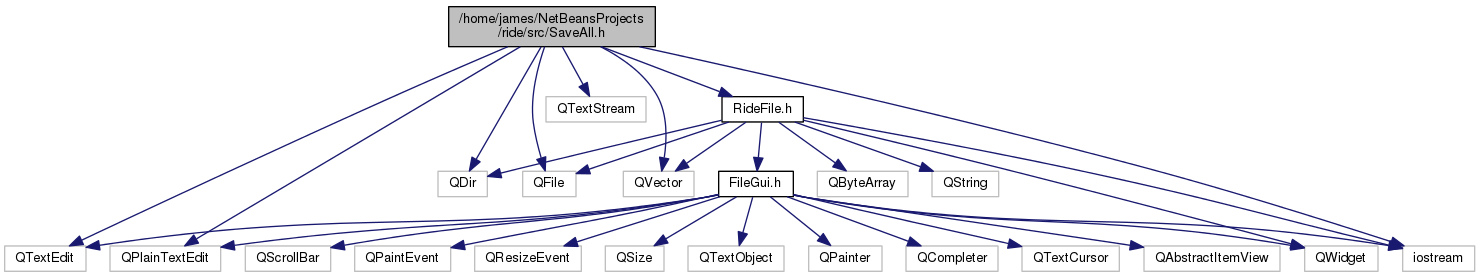 /home/james/NetBeansProjects
/ride/src/SaveAll.h
QTextStream
RideFile.h
QDir
QFile
QVector
FileGui.h
QByteArray
QString
QTextEdit
QPlainTextEdit
QScrollBar
QPaintEvent
QResizeEvent
QSize
QTextObject
QPainter
QCompleter
QTextCursor
QAbstractItemView
QWidget
iostream